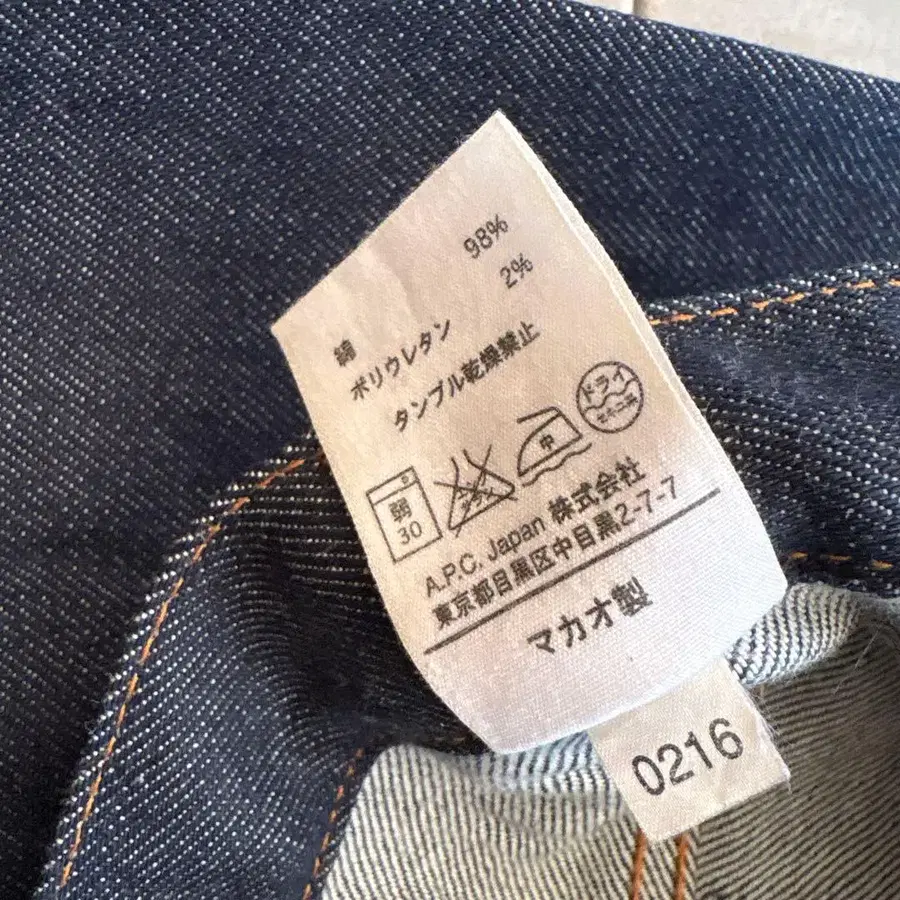 綿 98%
ポリウレタン 2%
タンブル乾燥禁止
弱
30
中
ドライ
A.P.C. Japan 株式会社
東京都目黒区中目黒2-7-7
マカオ製
0216